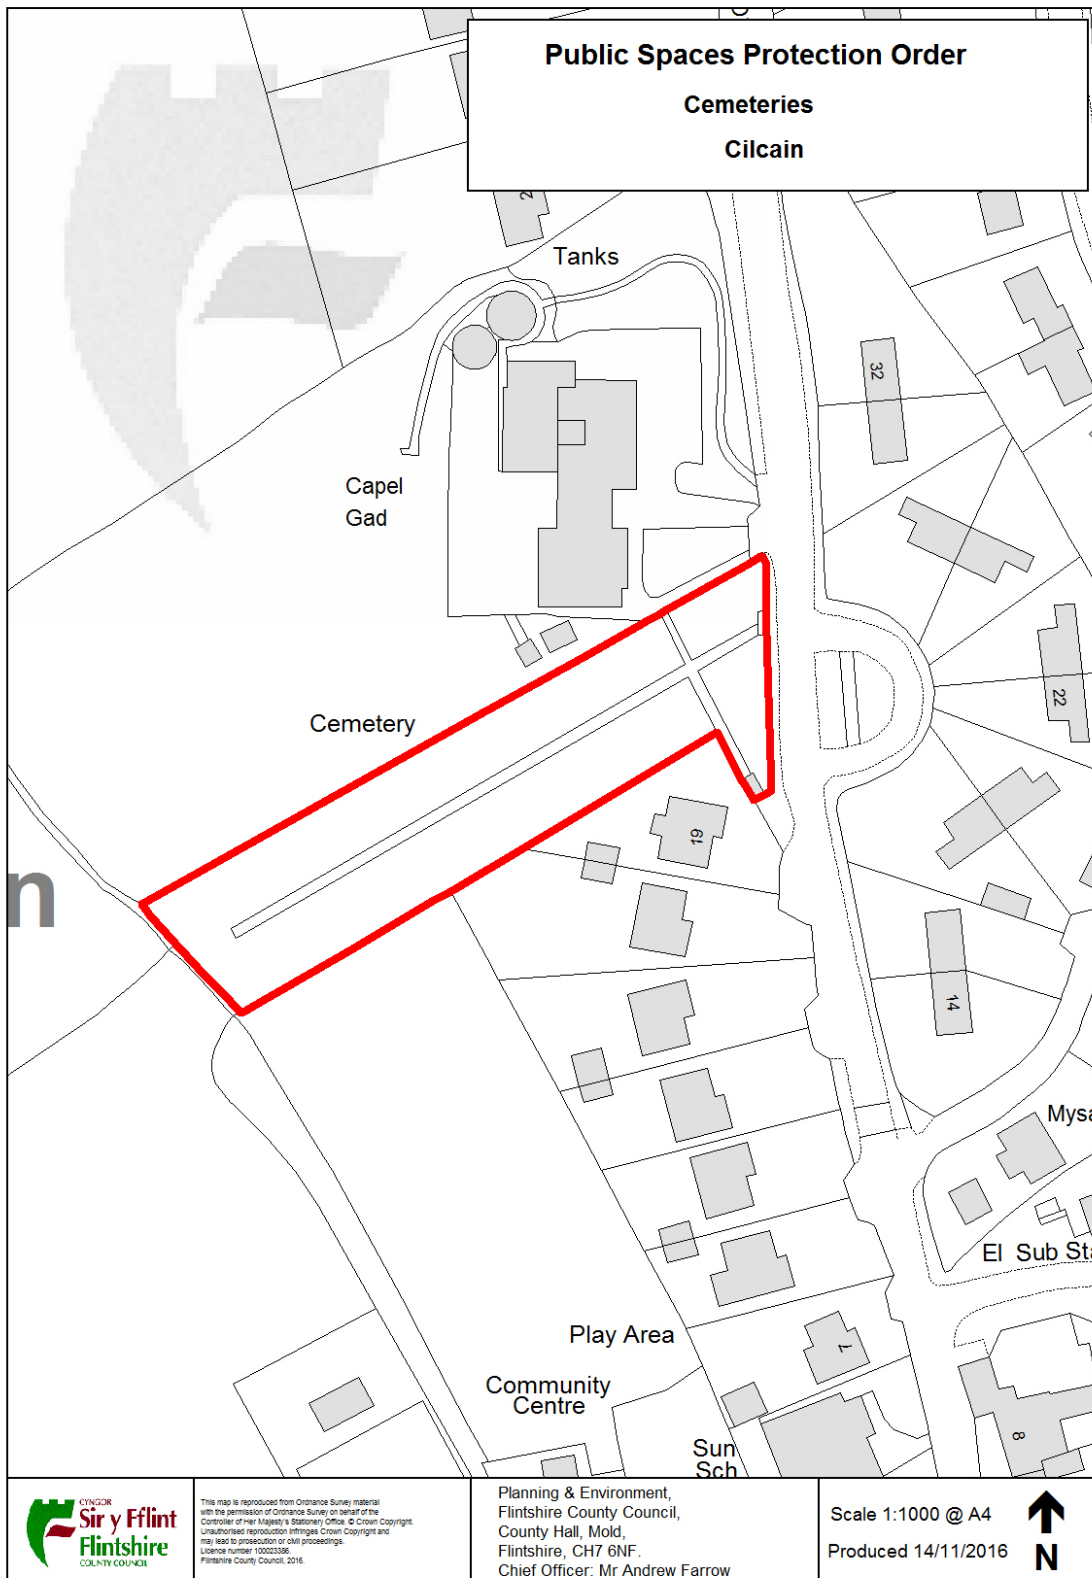 Public Spaces Protection Order
Cemeteries
Cilcain
Tanks
32
Capel
Gad
22
Cemetery
19
n
14
Mysa
El Sub Sta
Play Area
7
Community
Centre
8
Sun
Sch
CYNGOR
Sir y Fflint
Flintshire
COUNTY COUNCIL
This map is reproduced from Ordnance Survey material
with the permission of Ordnance Survey on behalf of the
Controller of Her Majesty's Stationery Office. © Crown Copyright.
Unauthorised reproduction infringes Crown Copyright and
may lead to prosecution or civil proceedings.
Licence number 100023386.
Flintshire County Council, 2016.
Planning & Environment,
Flintshire County Council,
County Hall, Mold,
Flintshire, CH7 6NF.
Chief Officer: Mr Andrew Farrow
Scale 1:1000 @ A4
Produced 14/11/2016
N